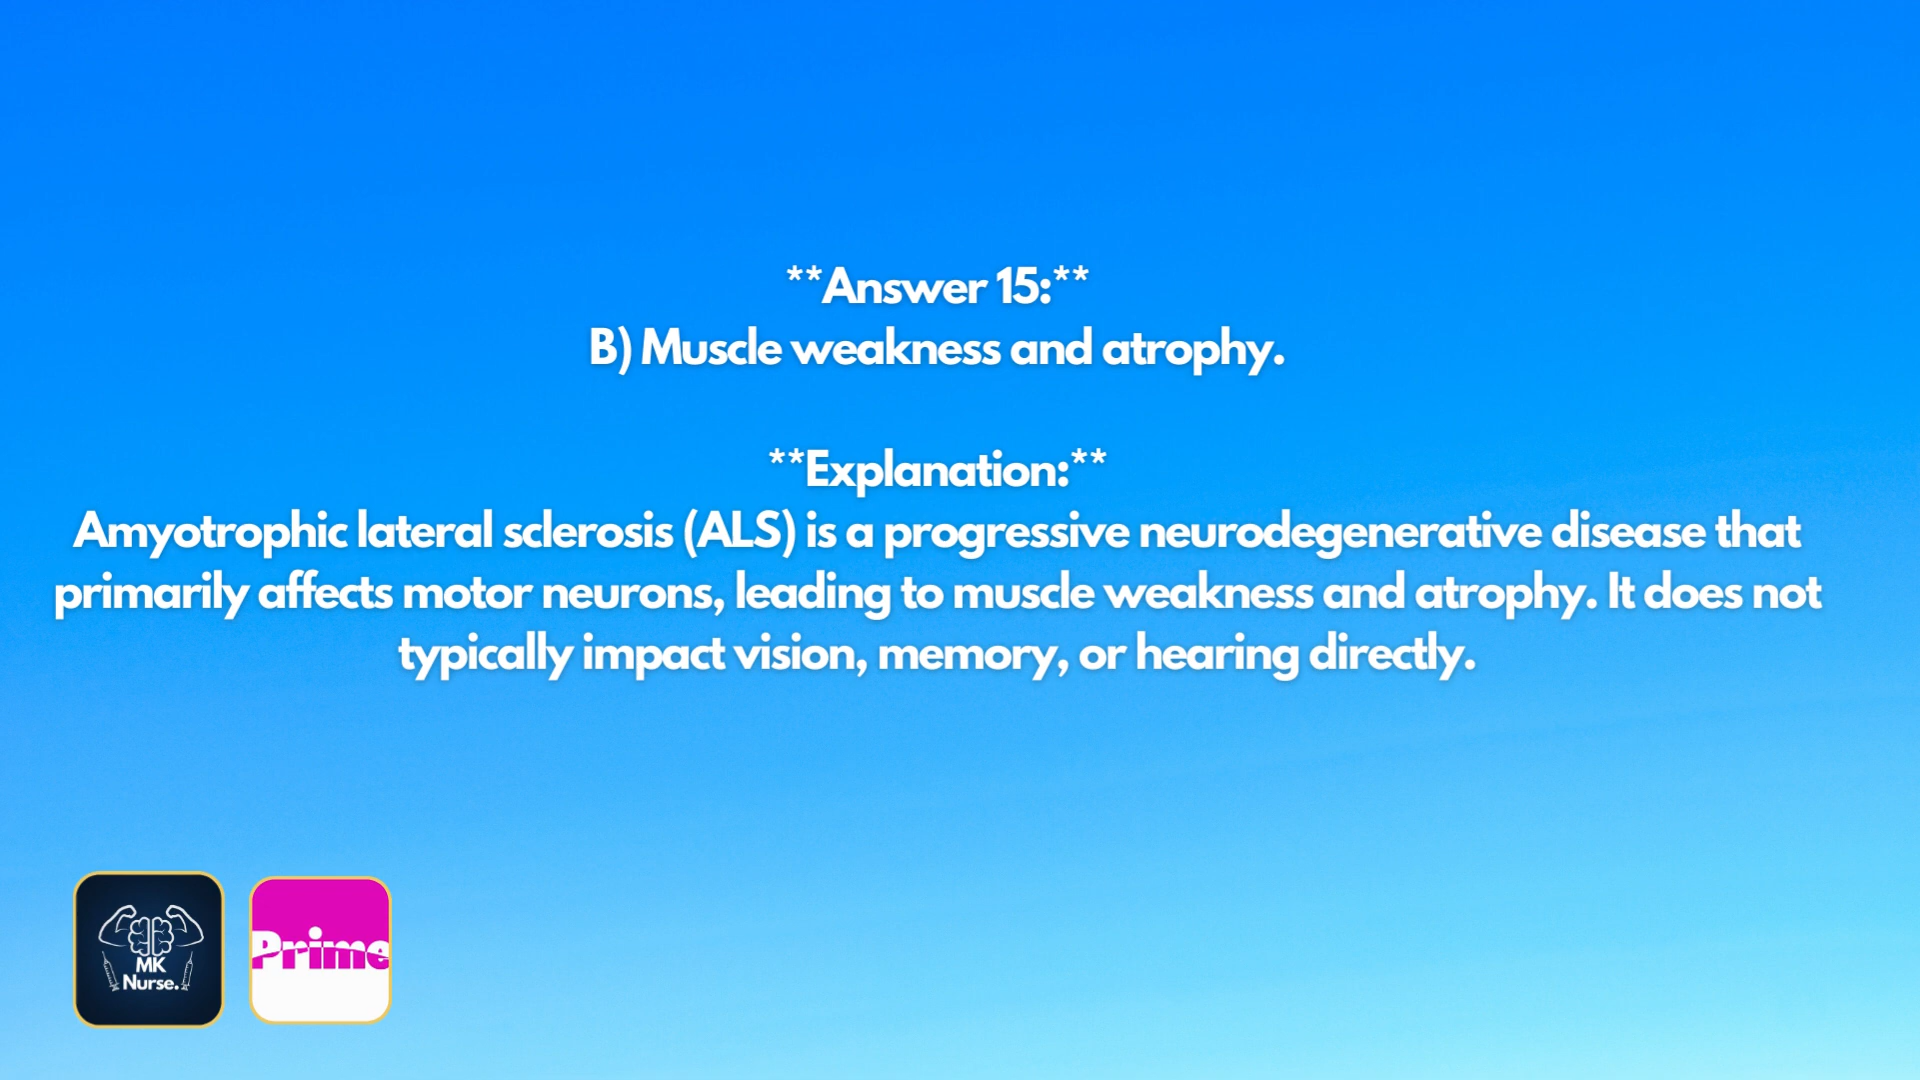 **Answer 15:**
B) Muscle weakness and atrophy.
**Explanation:**
Amyotrophic lateral sclerosis (ALS) is a progressive neurodegenerative disease that
primarily affects motor neurons, leading to muscle weakness and atrophy. It does not
typically impact vision, memory, or hearing directly.
MK
Nurse.
Prime